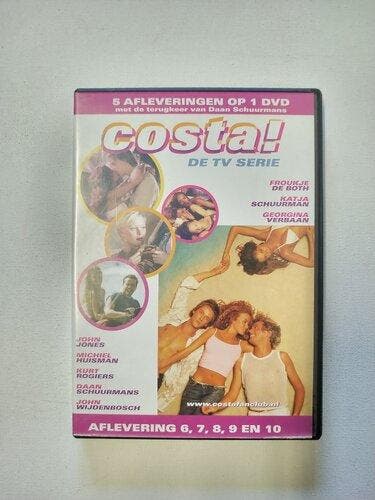 5 AFLEVERINGEN OP 1 DVD
met de terugkeer van Daan Schuurmans
costa!
DE TV SERIE
FROUKJE
DE BOTH
KATJA
SCHUURMAN
GEORGINA
VERBAAN
JOHN
JONES
MICHIEL
HUISMAN
KURT
ROGIERS
DAAN
SCHUURMANS
JOHN
WIJDENBOSCH
www.costafanclub.nl
AFLEVERING 6, 7, 8, 9 EN 10